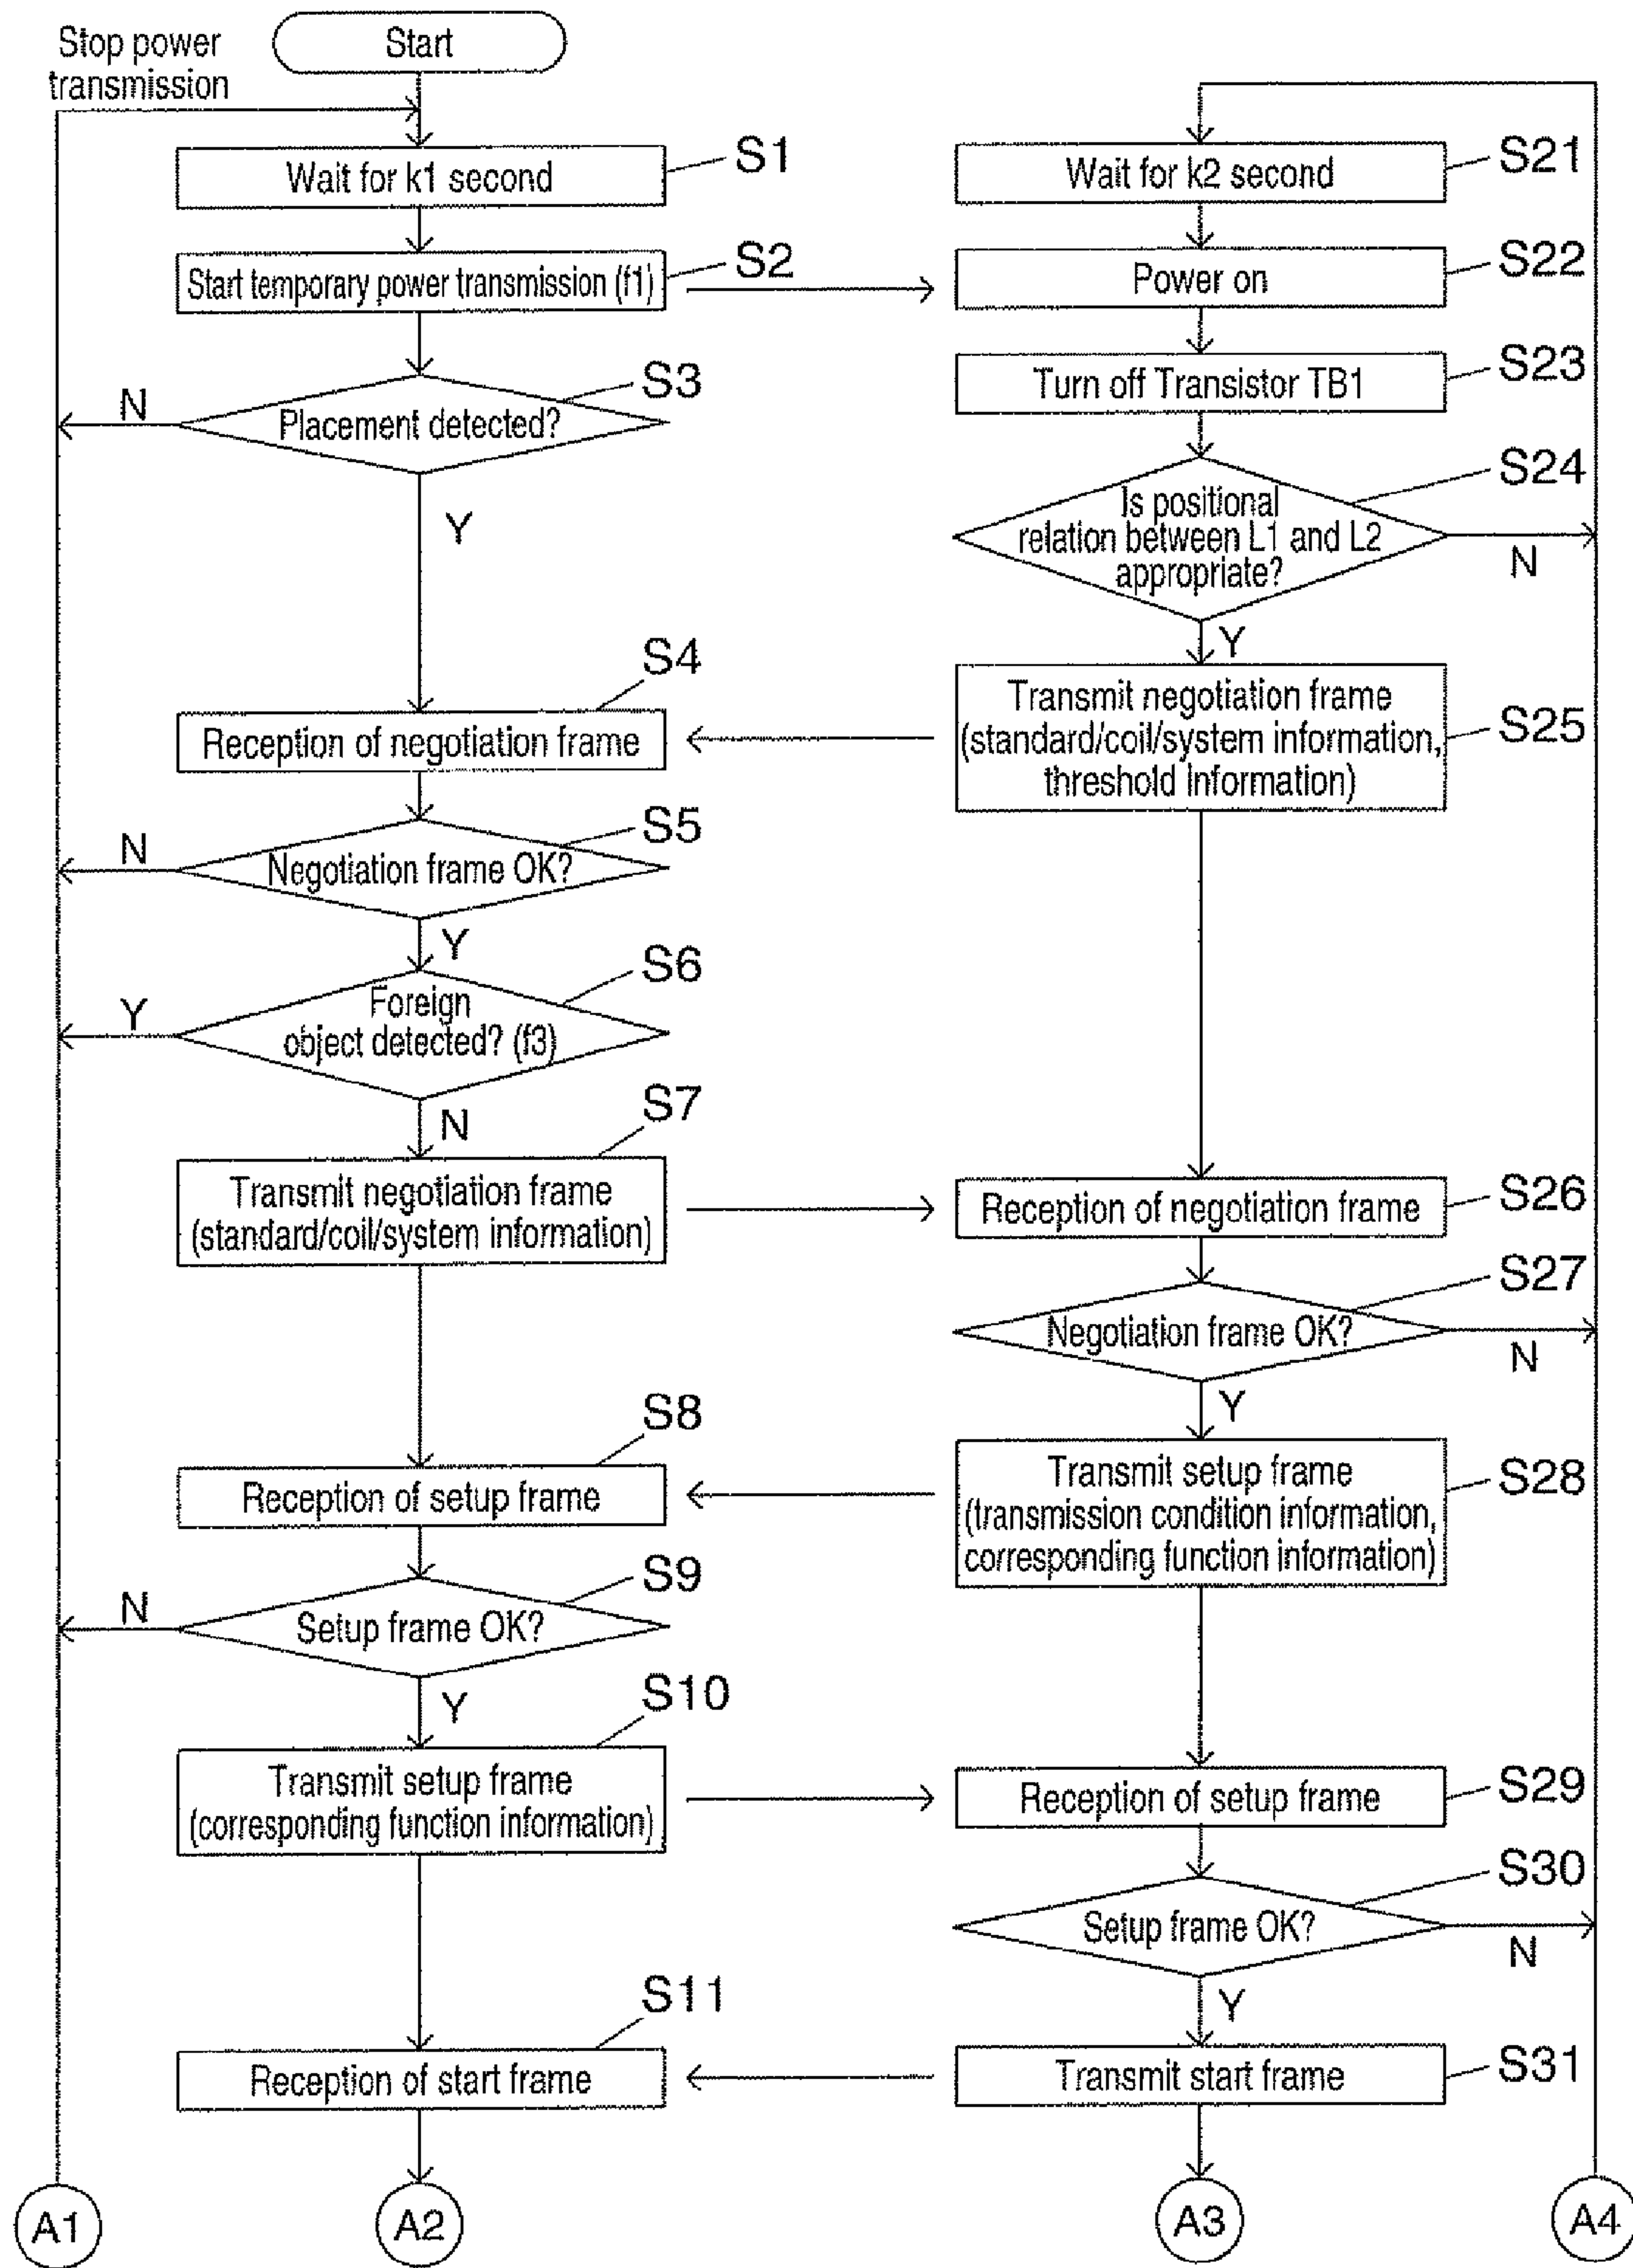 Stop power
transmission
Start
Wait for k1 second
S1
Start temporary power transmission (f1)
S2
Placement detected?
S3
N
Y
Reception of negotiation frame
S4
Negotiation frame OK?
S5
N
Y
Foreign
object detected? (f3)
S6
Y
N
Transmit negotiation frame
(standard/coil/system information)
S7
Reception of setup frame
S8
Setup frame OK?
S9
N
Y
Transmit setup frame
(corresponding function information)
S10
Reception of start frame
S11
A1
A2
Wait for k2 second
S21
Power on
S22
Turn off Transistor TB1
S23
Is positional
relation between L1 and L2
appropriate?
S24
N
Y
Transmit negotiation frame
(standard/coil/system information,
threshold information)
S25
Reception of negotiation frame
S26
Negotiation frame OK?
S27
N
Y
Transmit setup frame
(transmission condition information,
corresponding function information)
S28
Reception of setup frame
S29
Setup frame OK?
S30
N
Y
Transmit start frame
S31
A3
A4